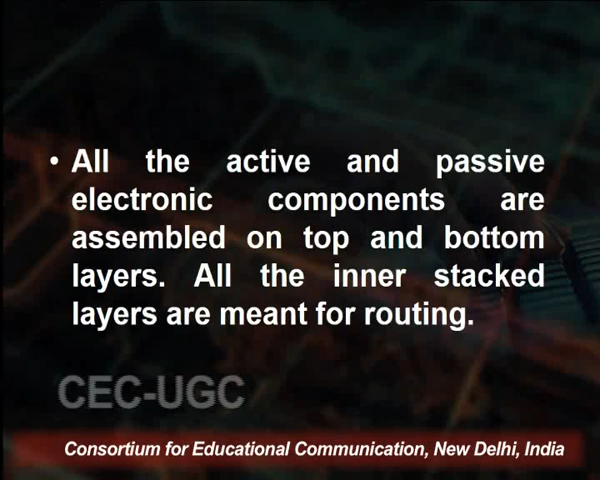 • All the active and passive
electronic components are
assembled on top and bottom
layers. All the inner stacked
layers are meant for routing.
CEC-UGC
Consortium for Educational Communication, New Delhi, India